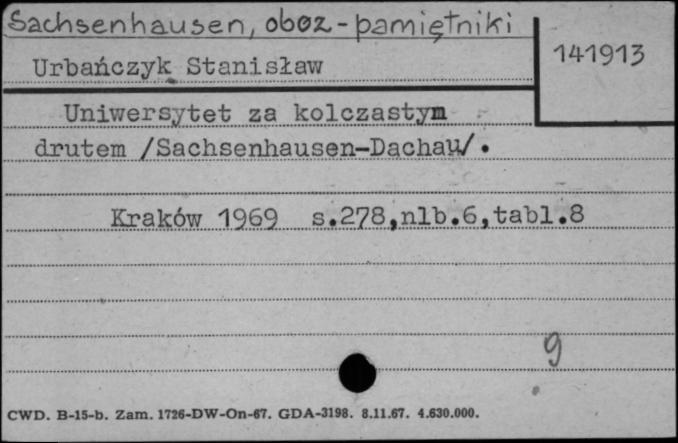 Sachsenhausen, oboz - pamiętniki
141913
Urbańczyk Stanisław
Uniwersytet za kolczastym
drutem /Sachsenhausen-Dachau/.
Kraków 1969 s.278,nlb.6,tabl.8
9
CWD. B-15-b. Zam. 1726-DW-On-67. GDA-3198. 8.11.67. 4.630.000.